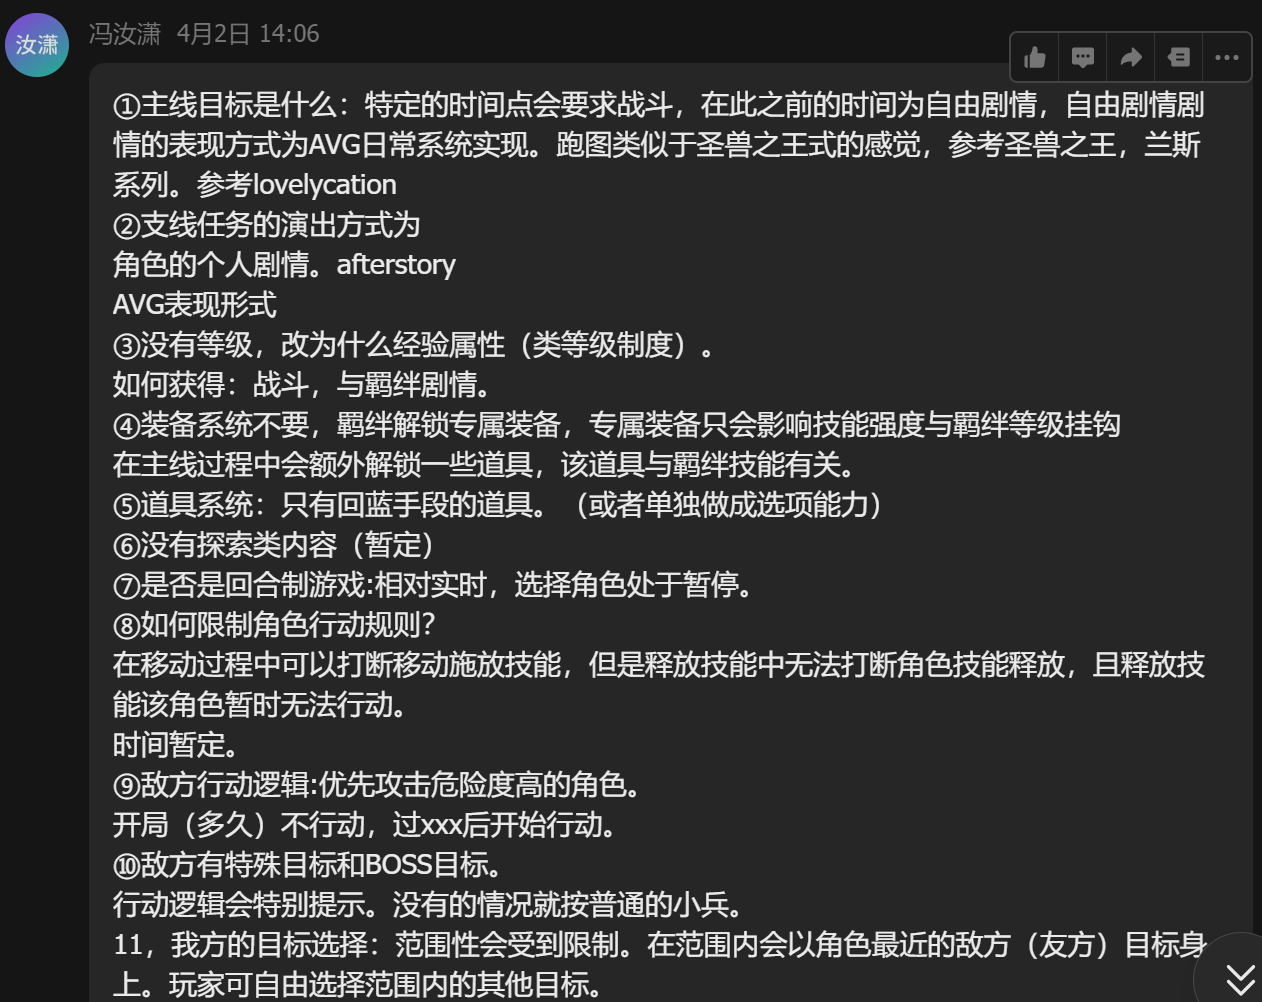 汝潇
冯汝潇 4月2日 14:06
①主线目标是什么：特定的时间点会要求战斗，在此之前的时间为自由剧情，自由剧情剧
情的表现方式为AVG日常系统实现。跑图类似于圣兽之王式的感觉，参考圣兽之王，兰斯
系列。参考lovelycation
②支线任务的演出方式为
角色的个人剧情。afterstory
AVG表现形式
③没有等级，改为什么经验属性（类等级制度）。
如何获得：战斗，与羁绊剧情。
④装备系统不要，羁绊解锁专属装备，专属装备只会影响技能强度与羁绊等级挂钩
在主线过程中会额外解锁一些道具，该道具与羁绊技能有关。
⑤道具系统：只有回蓝手段的道具。（或者单独做成选项能力）
⑥没有探索类内容（暂定）
⑦是否是回合制游戏:相对实时，选择角色处于暂停。
⑧如何限制角色行动规则？
在移动过程中可以打断移动施放技能，但是释放技能中无法打断角色技能释放，且释放技
能该角色暂时无法行动。
时间暂定。
⑨敌方行动逻辑:优先攻击危险度高的角色。
开局（多久）不行动，过xxx后开始行动。
⑩敌方有特殊目标和BOSS目标。
行动逻辑会特别提示。没有的情况就按普通的小兵。
11，我方的目标选择：范围性会受到限制。在范围内会以角色最近的敌方（友方）目标身
上。玩家可自由选择范围内的其他目标。